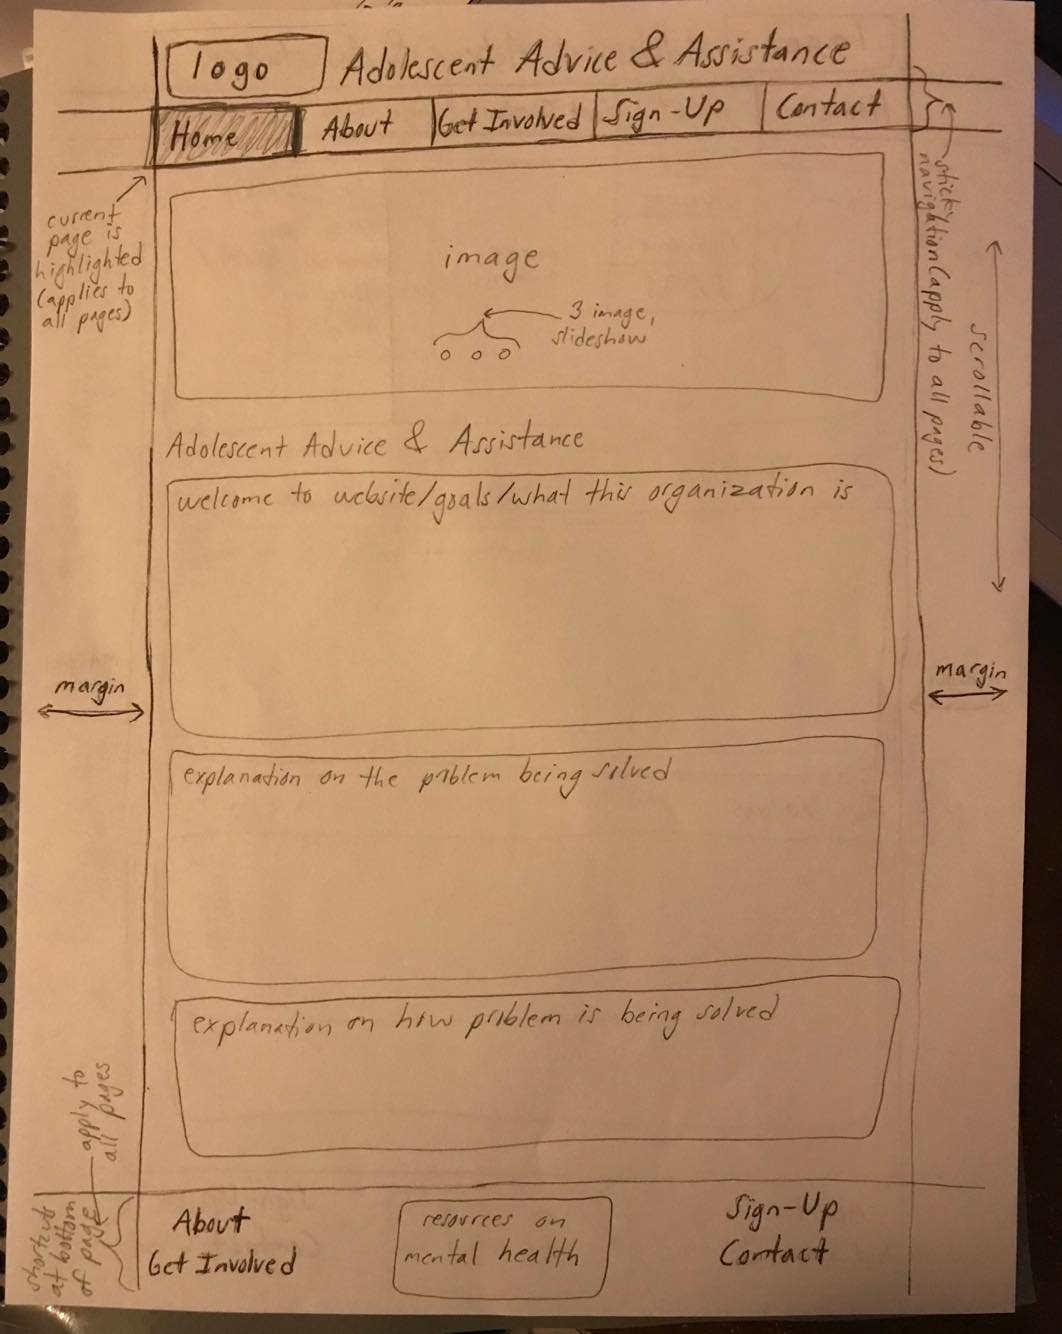 logo
Adolescent Advice & Assistance
Home
About
Get Involved
Sign-Up
Contact
current
page is
highlighted
(applies to
all pages)
sticky
navigation (apply to all pages)
scrollable
image
3 image,
slideshow
Adolescent Advice & Assistance
welcome to website/goals/what this organization is
margin
margin
explanation on the problem being solved
explanation on how problem is being solved
apply to
all pages
shortcuts
at bottom
of page
About
Get Involved
resources on
mental health
Sign-Up
Contact